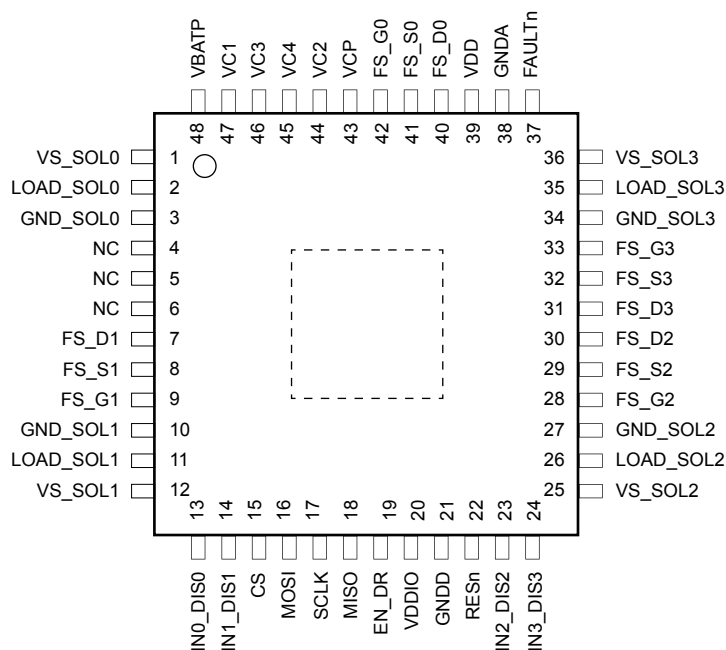 VBATP
VC1
VC3
VC4
VC2
VCP
FS_G0
FS_S0
FS_D0
VDD
GNDA
FAULTn
48
47
46
45
44
43
42
41
40
39
38
37
VS_SOL0 1
LOAD_SOL0 2
GND_SOL0 3
NC 4
NC 5
NC 6
FS_D1 7
FS_S1 8
FS_G1 9
GND_SOL1 10
LOAD_SOL1 11
VS_SOL1 12
36 VS_SOL3
35 LOAD_SOL3
34 GND_SOL3
33 FS_G3
32 FS_S3
31 FS_D3
30 FS_D2
29 FS_S2
28 FS_G2
27 GND_SOL2
26 LOAD_SOL2
25 VS_SOL2
13
14
15
16
17
18
19
20
21
22
23
24
IN0_DIS0
IN1_DIS1
CS
MOSI
SCLK
MISO
EN_DR
VDDIO
GNDD
RESn
IN2_DIS2
IN3_DIS3